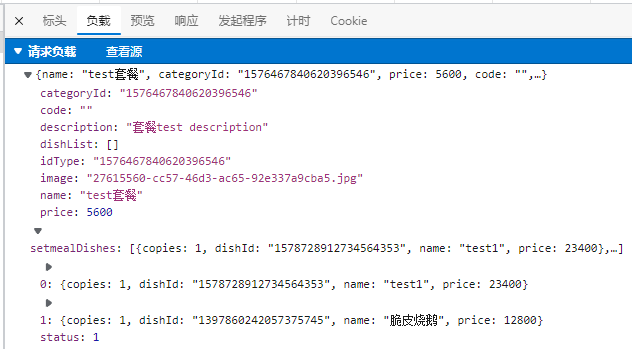 标头 负载 预览 响应 发起程序 计时 Cookie
请求负载 查看源
{name: "test套餐", categoryId: "1576467840620396546", price: 5600, code: "",…}
categoryId: "1576467840620396546"
code: ""
description: "套餐test description"
dishList: []
idType: "1576467840620396546"
image: "27615560-cc57-46d3-ac65-92e337a9cba5.jpg"
name: "test套餐"
price: 5600
setmealDishes: [{copies: 1, dishId: "1578728912734564353", name: "test1", price: 23400},…]
0: {copies: 1, dishId: "1578728912734564353", name: "test1", price: 23400}
1: {copies: 1, dishId: "1397860242057375745", name: "脆皮烧鹅", price: 12800}
status: 1